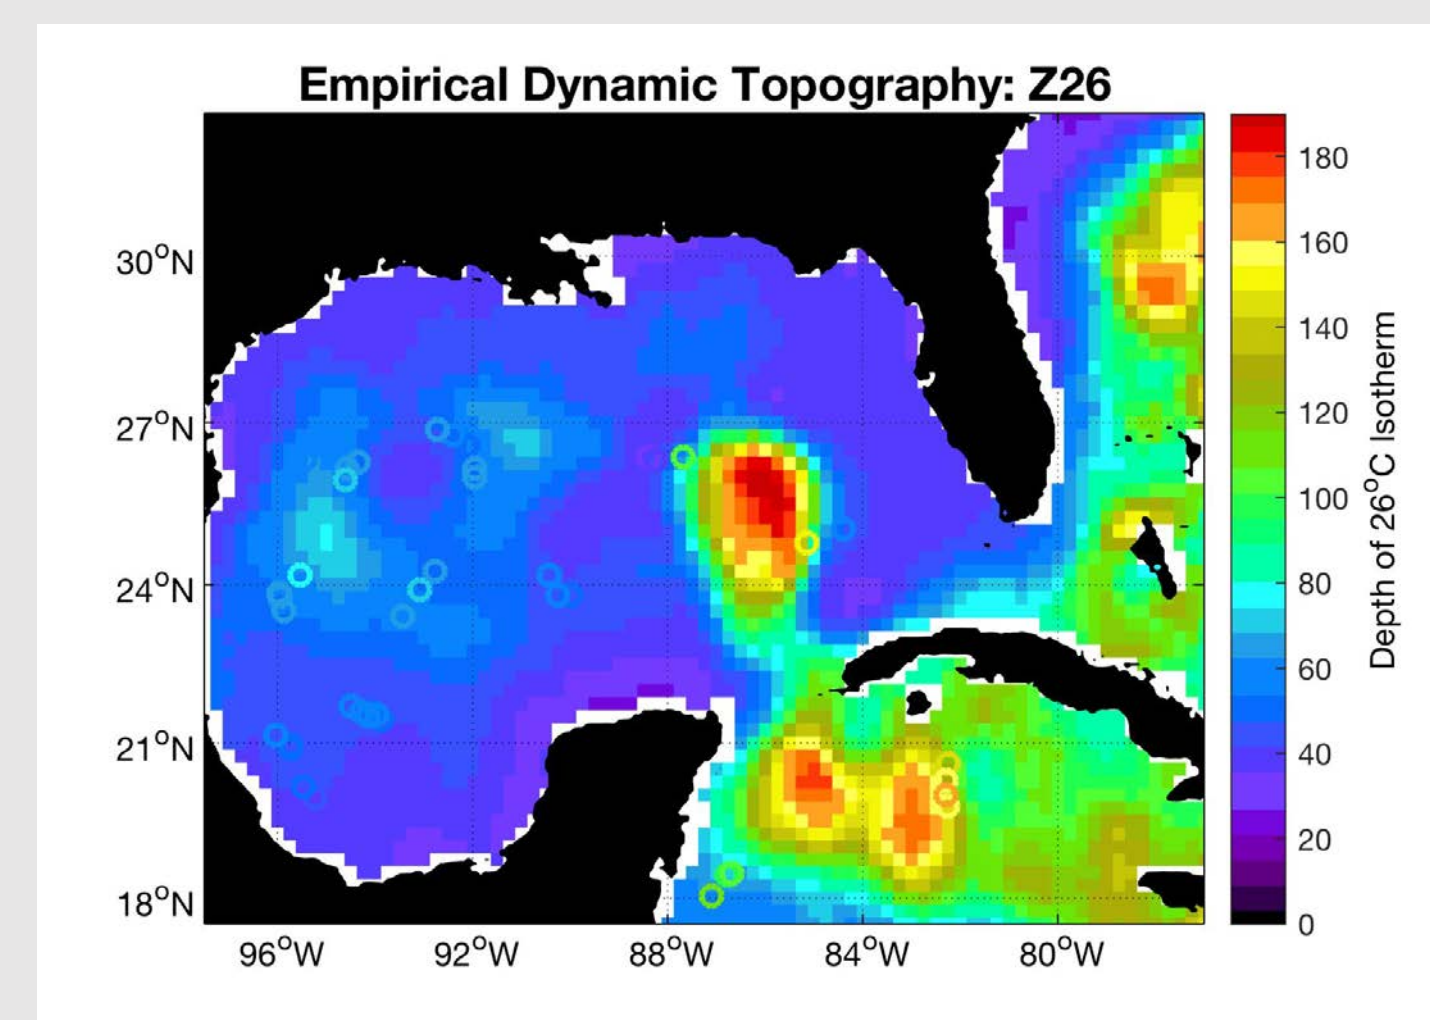 Empirical Dynamic Topography: Z26
30°N
27°N
24°N
21°N
18°N
96°W
92°W
88°W
84°W
80°W
180
160
140
120
100
80
60
40
20
0
Depth of 26°C Isotherm